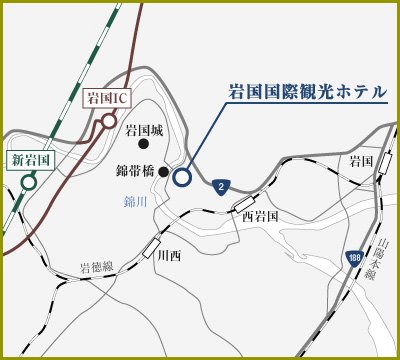 岩国国際観光ホテル
岩国IC
岩国城
新岩国
錦帯橋
岩国
2
錦川
西岩国
川西
岩徳線
188
山陽本線